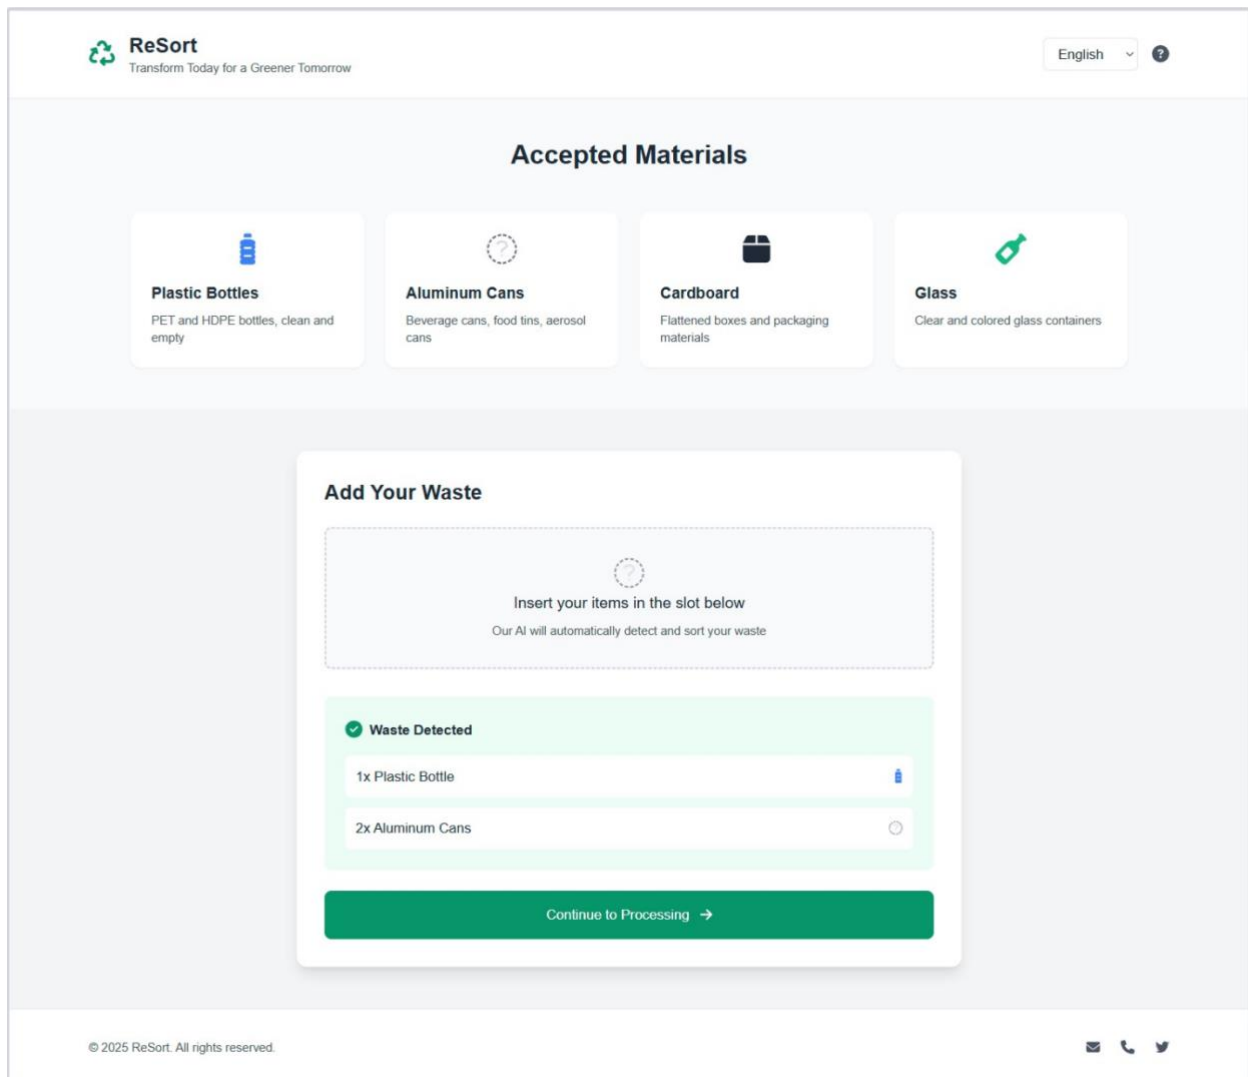 ReSort
Transform Today for a Greener Tomorrow
English
?
Accepted Materials
?
Plastic Bottles
PET and HDPE bottles, clean and
empty
Aluminum Cans
Beverage cans, food tins, aerosol
cans
Cardboard
Flattened boxes and packaging
materials
Glass
Clear and colored glass containers
Add Your Waste
?
Insert your items in the slot below
Our AI will automatically detect and sort your waste
Waste Detected
1x Plastic Bottle
2x Aluminum Cans
Continue to Processing →
© 2025 ReSort. All rights reserved.